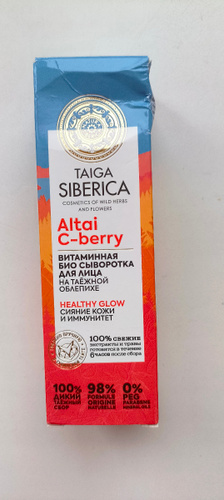 TAIGA
SIBERICA
COSMETICS OF WILD HERBS
AND FLOWERS
Altai
C-berry
ВИТАМИННАЯ
БИО СЫВОРОТКА
ДЛЯ ЛИЦА
НА ТАЁЖНОЙ
ОБЛЕПИХЕ
HEALTHY GLOW
СИЯНИЕ КОЖИ
И ИММУНИТЕТ
100% СВЕЖИЕ
экстракты и травы
готовятся в течение
6 часов после сбора
100%
ДИКИЙ
ТАЁЖНЫЙ
СБОР
98%
FORMULE
ORIGINE
NATURELLE
0%
PEG
PARABENS
MINERAL OILS